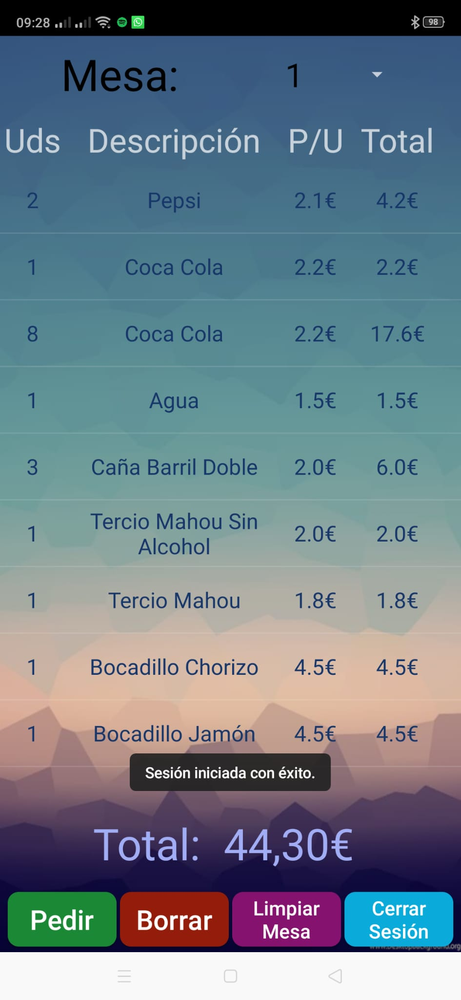 09:28 98
Mesa: 1
Uds Descripción P/U Total
2 Pepsi 2.1€ 4.2€
1 Coca Cola 2.2€ 2.2€
8 Coca Cola 2.2€ 17.6€
1 Agua 1.5€ 1.5€
3 Caña Barril Doble 2.0€ 6.0€
1 Tercio Mahou Sin
Alcohol 2.0€ 2.0€
1 Tercio Mahou 1.8€ 1.8€
1 Bocadillo Chorizo 4.5€ 4.5€
1 Bocadillo Jamón 4.5€ 4.5€
Sesión iniciada con éxito.
Total: 44,30€
Pedir
Borrar
Limpiar
Mesa
Cerrar
Sesión